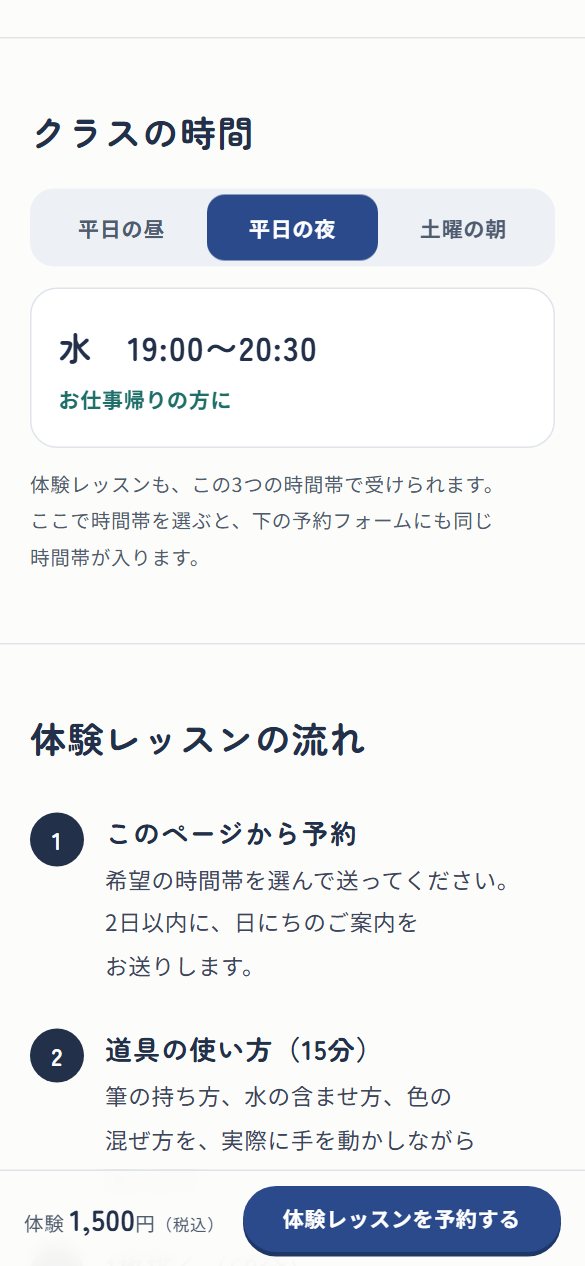 クラスの時間
平日の昼
平日の夜
土曜の朝
水 19:00〜20:30
お仕事帰りの方に
体験レッスンも、この3つの時間帯で受けられます。
ここで時間帯を選ぶと、下の予約フォームにも同じ
時間帯が入ります。
体験レッスンの流れ
1 このページから予約
希望の時間帯を選んで送ってください。
2日以内に、日にちのご案内を
お送りします。
2 道具の使い方（15分）
筆の持ち方、水の含ませ方、色の
混ぜ方を、実際に手を動かしながら
体験 1,500円（税込）
体験レッスンを予約する